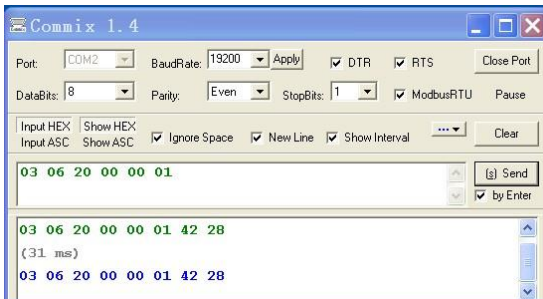 Commix 1.4
Port: COM2 BaudRate: 19200 Apply DTR RTS Close Port
DataBits: 8 Parity: Even StopBits: 1 ModbusRTU Pause
Input HEX Show HEX
Input ASC Show ASC Ignore Space New Line Show Interval ... Clear
03 06 20 00 00 01 (s) Send
by Enter
03 06 20 00 00 01 42 28
(31 ms)
03 06 20 00 00 01 42 28